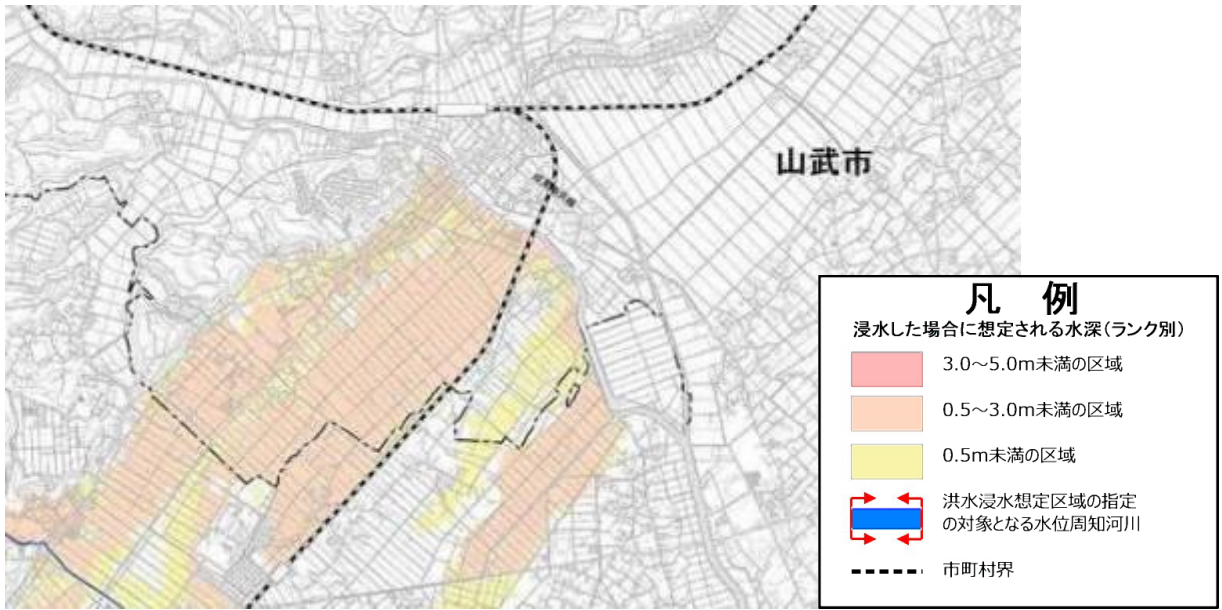 山武市
凡 例
浸水した場合に想定される水深(ランク別)
3.0～5.0m未満の区域
0.5～3.0m未満の区域
0.5m未満の区域
洪水浸水想定区域の指定
の対象となる水位周知河川
市町村界